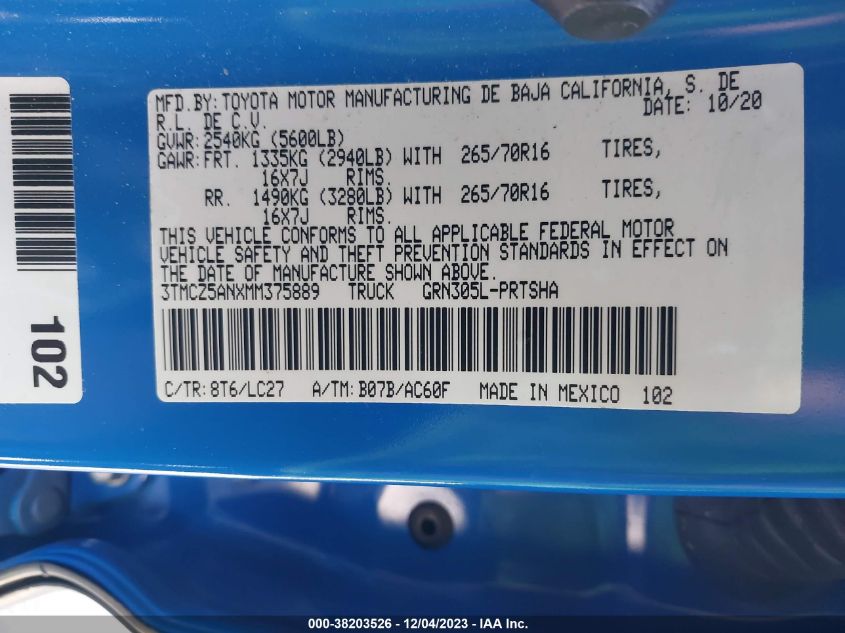 102
MFD. BY: TOYOTA MOTOR MANUFACTURING DE BAJA CALIFORNIA, S. DE
R.L. DE C.V. DATE: 10/20
GVWR: 2540KG (5600LB)
GAWR: FRT. 1335KG (2940LB) WITH 265/70R16 TIRES,
16X7J RIMS.
RR. 1490KG (3280LB) WITH 265/70R16 TIRES,
16X7J RIMS.
THIS VEHICLE CONFORMS TO ALL APPLICABLE FEDERAL MOTOR
VEHICLE SAFETY AND THEFT PREVENTION STANDARDS IN EFFECT ON
THE DATE OF MANUFACTURE SHOWN ABOVE.
3TMCZ5ANXMM375889 TRUCK GRN305L-PRTSHA
C/TR: 8T6/LC27 A/TM: B07B/AC60F MADE IN MEXICO 102
000-38203526 - 12/04/2023 - IAA Inc.